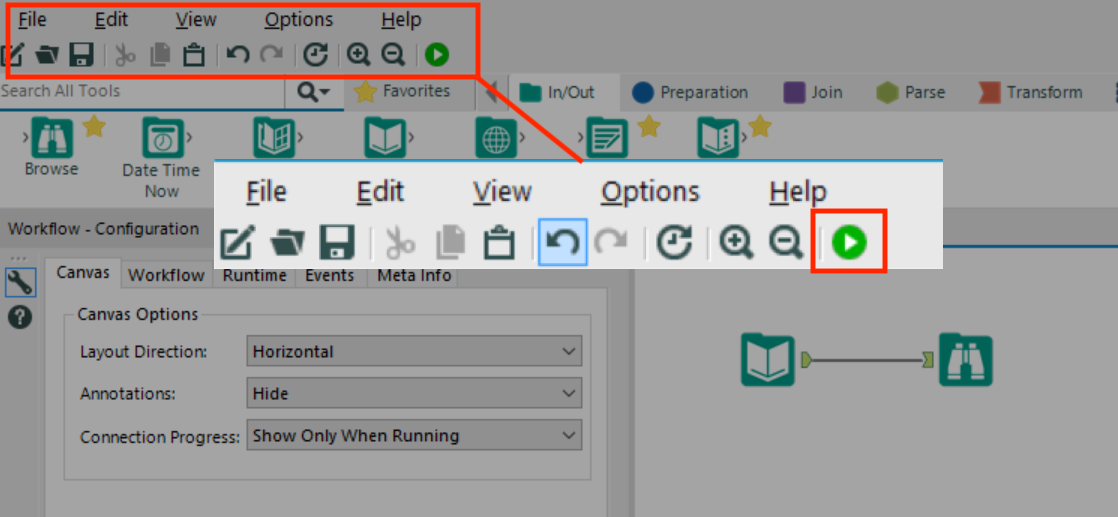 File Edit View Options Help
Search All Tools Favorites In/Out Preparation Join Parse Transform
Browse
Date Time
Now
File Edit View Options Help
Workflow - Configuration
Canvas Workflow Runtime Events Meta Info
Canvas Options
Layout Direction: Horizontal
Annotations: Hide
Connection Progress: Show Only When Running